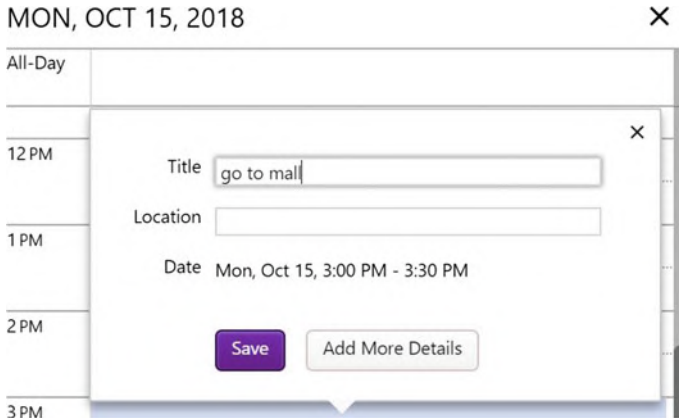 MON, OCT 15, 2018
All-Day
12 PM
Title go to mall
Location
1 PM
Date Mon, Oct 15, 3:00 PM - 3:30 PM
2 PM
Save Add More Details
3 PM